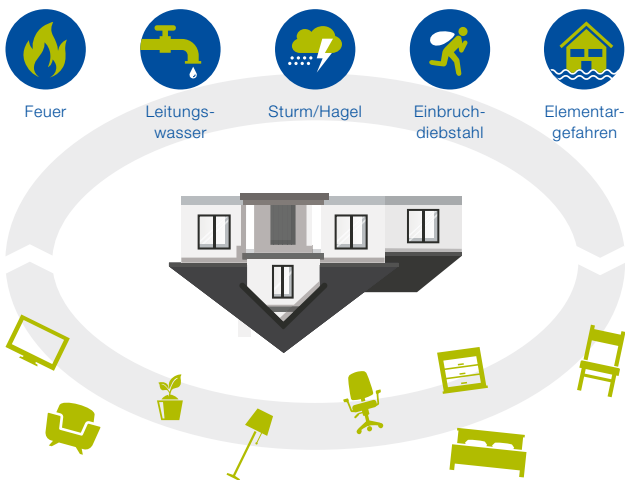 Feuer
Leitungs-
wasser
Sturm/Hagel
Einbruch-
diebstahl
Elementar-
gefahren